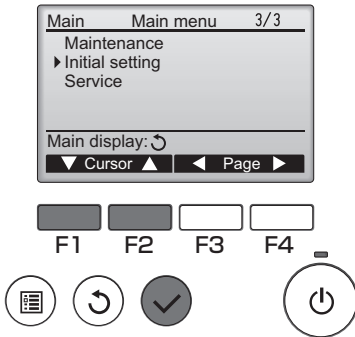 Main Main menu 3/3
Maintenance
Initial setting
Service
Main display:
Cursor Page
F1 F2 F3 F4